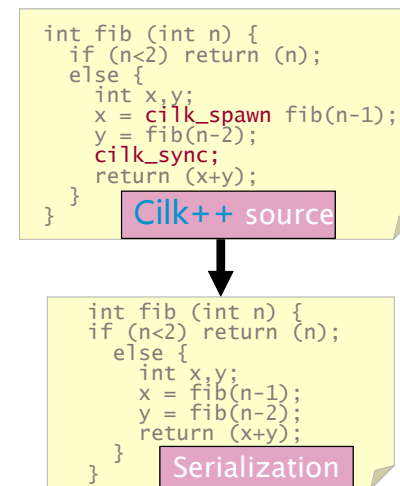 int fib (int n) {
if (n<2) return (n);
else {
int x,y;
x = cilk_spawn fib(n-1);
y = fib(n-2);
cilk_sync;
return (x+y);
}
}
Cilk++ source
int fib (int n) {
if (n<2) return (n);
else {
int x,y;
x = fib(n-1);
y = fib(n-2);
return (x+y);
}
}
Serialization